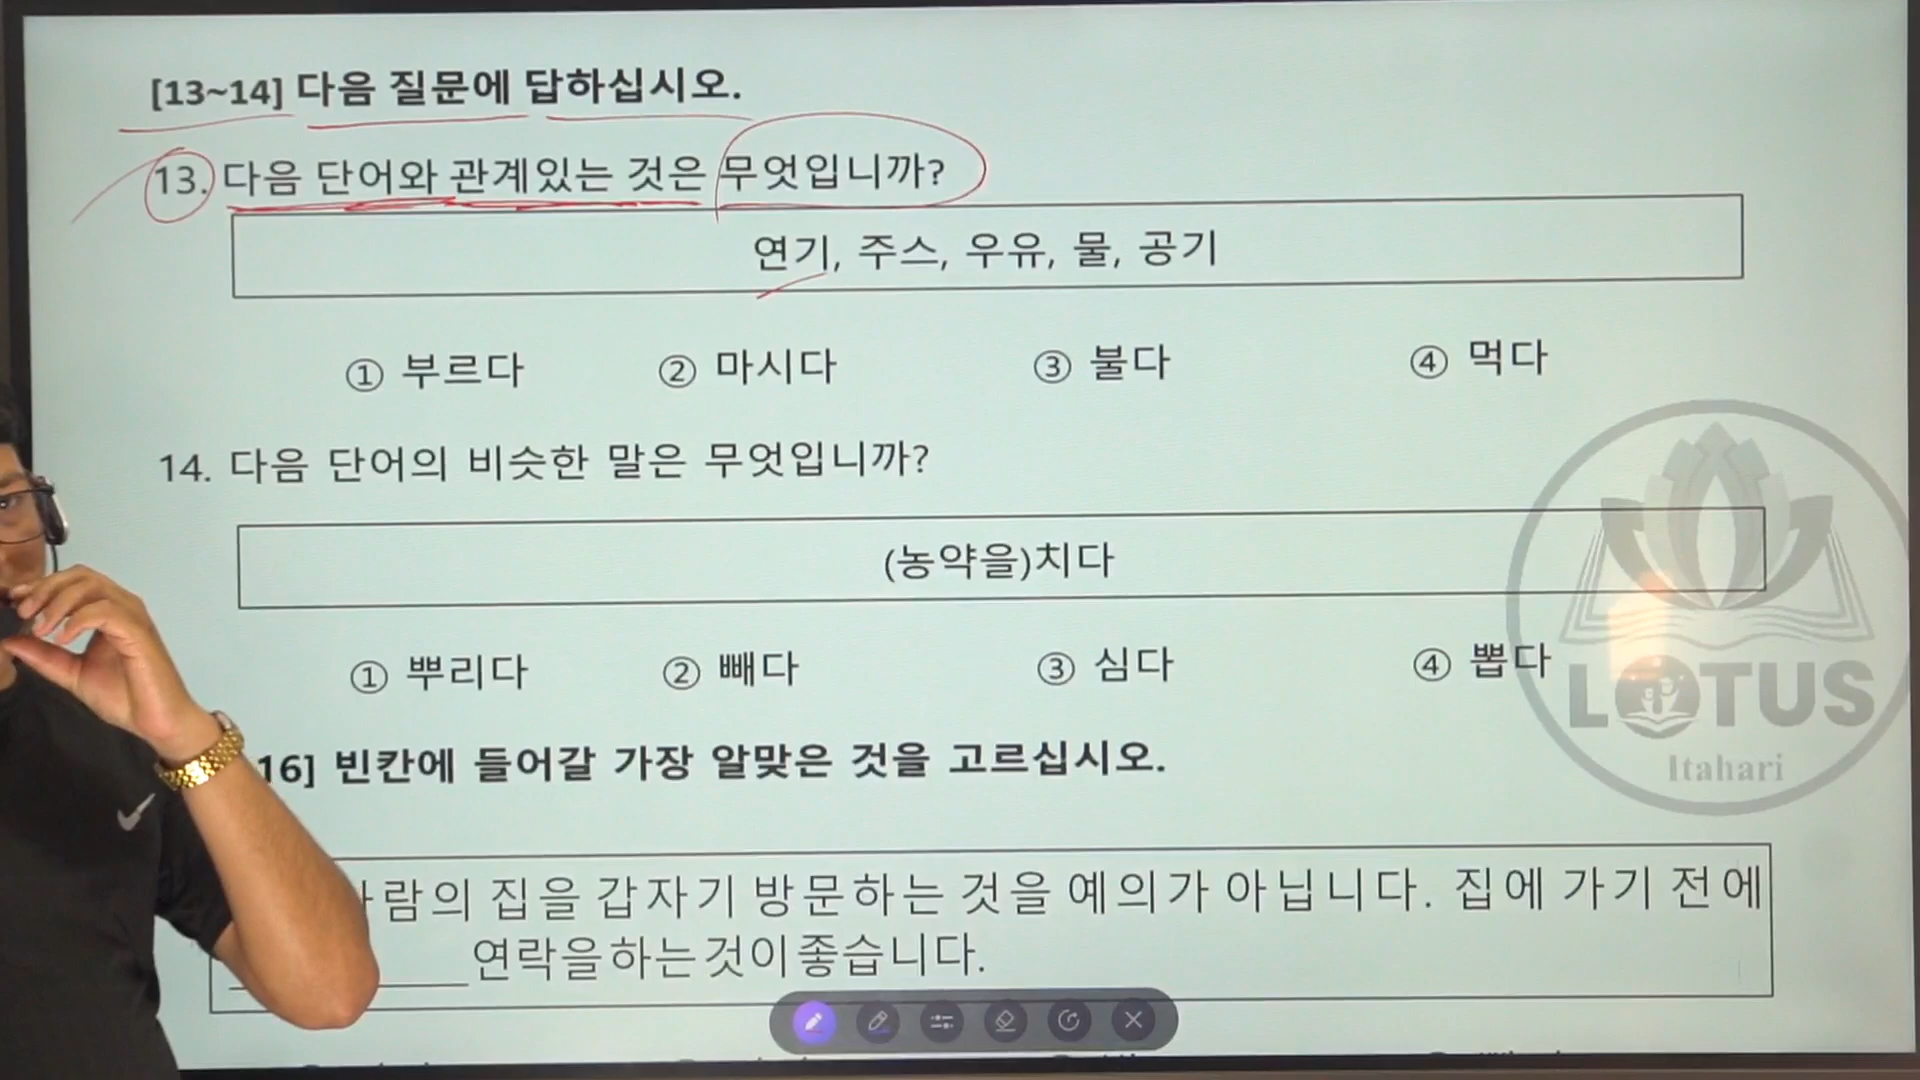 [13~14] 다음 질문에 답하십시오.
13. 다음 단어와 관계있는 것은 무엇입니까?
연기, 주스, 우유, 물, 공기
① 부르다 ② 마시다 ③ 불다 ④ 먹다
14. 다음 단어의 비슷한 말은 무엇입니까?
(농약을)치다
① 뿌리다 ② 빼다 ③ 심다 ④ 뽑다
LOTUS
Itahari
16] 빈칸에 들어갈 가장 알맞은 것을 고르십시오.
람의 집을 갑자기 방문하는 것을 예의가 아닙니다. 집에 가기 전에
연락을하는것이좋습니다.